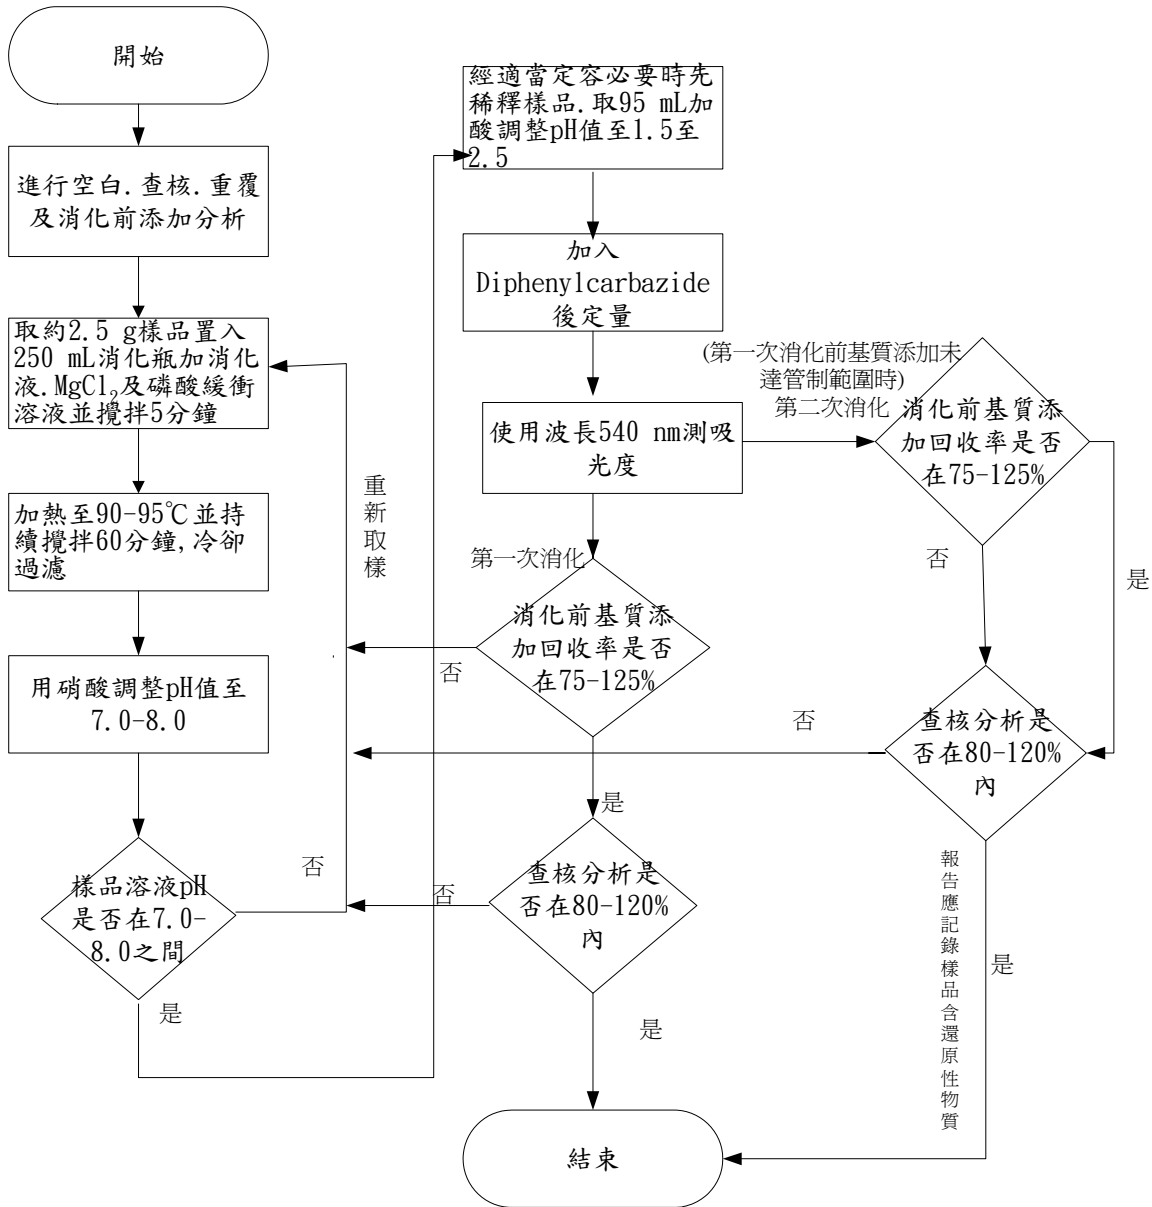 開始
進行空白.查核.重覆
及消化前添加分析
取約2.5 g樣品置入
250 mL消化瓶加消化
液.MgCl₂及磷酸緩衝
溶液並攪拌5分鐘
加熱至90-95℃並持
續攪拌60分鐘,冷卻
過濾
用硝酸調整pH值至
7.0-8.0
樣品溶液pH
是否在7.0-
8.0之間
是
否
重新取樣
經適當定容必要時先
稀釋樣品.取95 mL加
酸調整pH值至1.5至
2.5
加入
Diphenylcarbazide
後定量
使用波長540 nm測吸
光度
第一次消化
消化前基質添
加回收率是否
在75-125%
否
是
查核分析是
否在80-120%
內
否
是
結束
(第一次消化前基質添加未
達管制範圍時)
第二次消化
消化前基質添
加回收率是否
在75-125%
否
是
查核分析是
否在80-120%
內
否
是
報告應記錄樣品含還原性物質